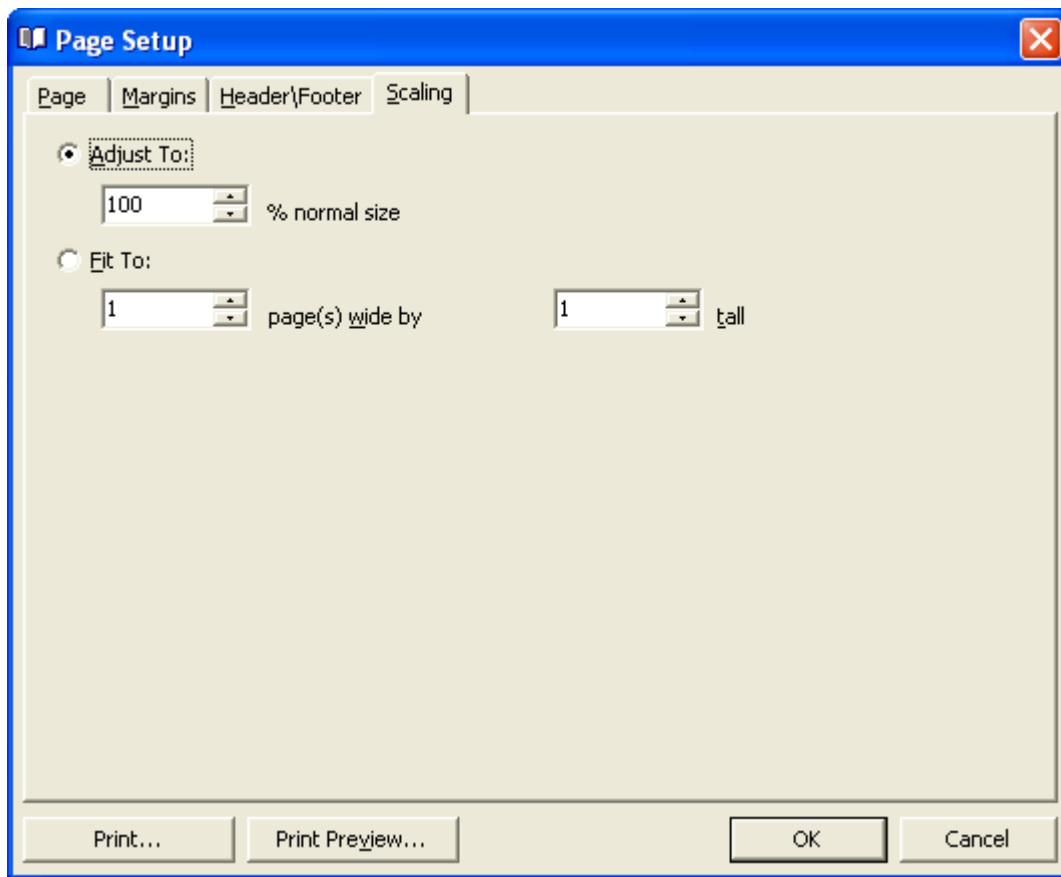 Page Setup
Page Margins Header\Footer Scaling
Adjust To:
100 % normal size
Fit To:
1 page(s) wide by 1 tall
Print... Print Preview... OK Cancel